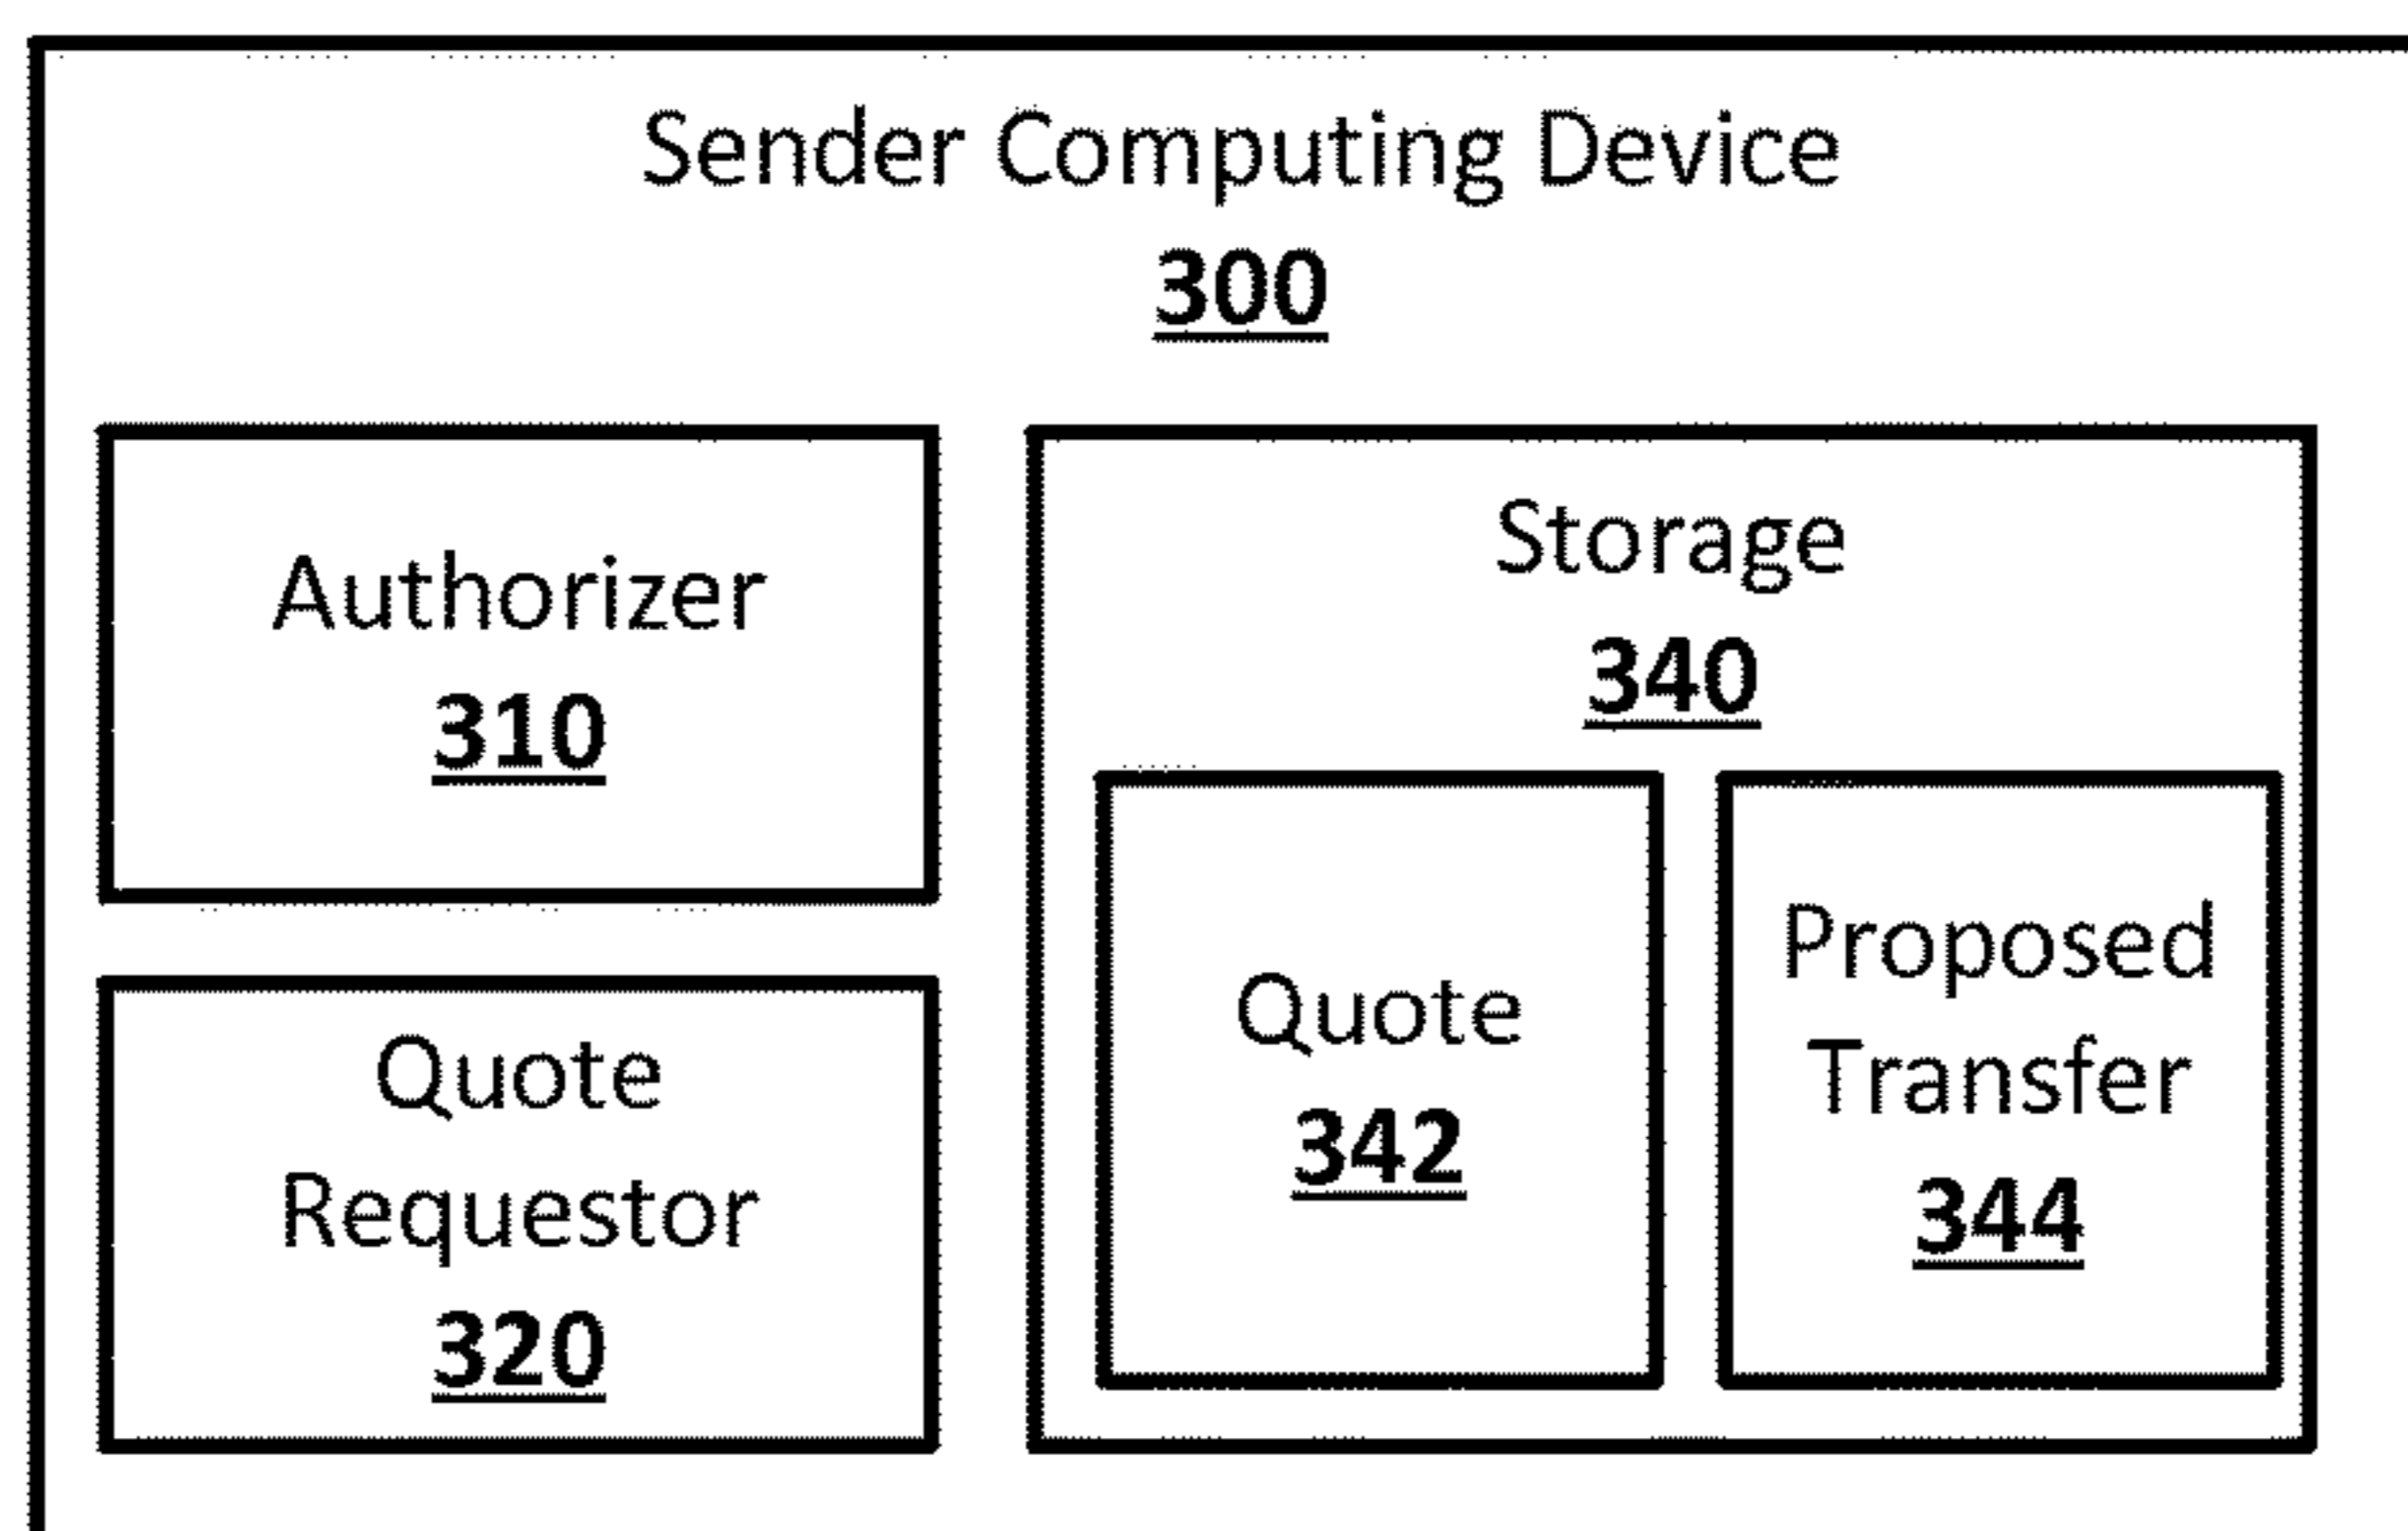 Sender Computing Device
300
Authorizer
310
Quote
Requestor
320
Storage
340
Quote
342
Proposed
Transfer
344